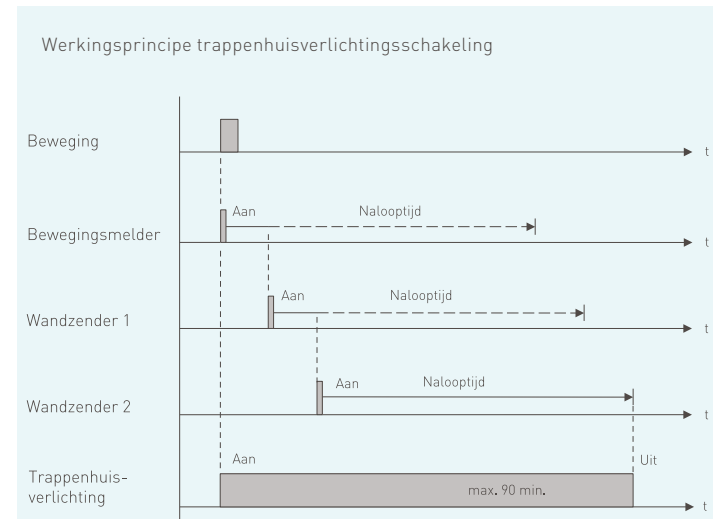 Werkingsprincipe trappenhuisverlichtingsschakeling
Beweging
t
Bewegingsmelder
Aan
Nalooptijd
t
Wandzender 1
Aan
Nalooptijd
t
Wandzender 2
Aan
Nalooptijd
t
Trappenhuis-
verlichting
Aan
Uit
max. 90 min.
t